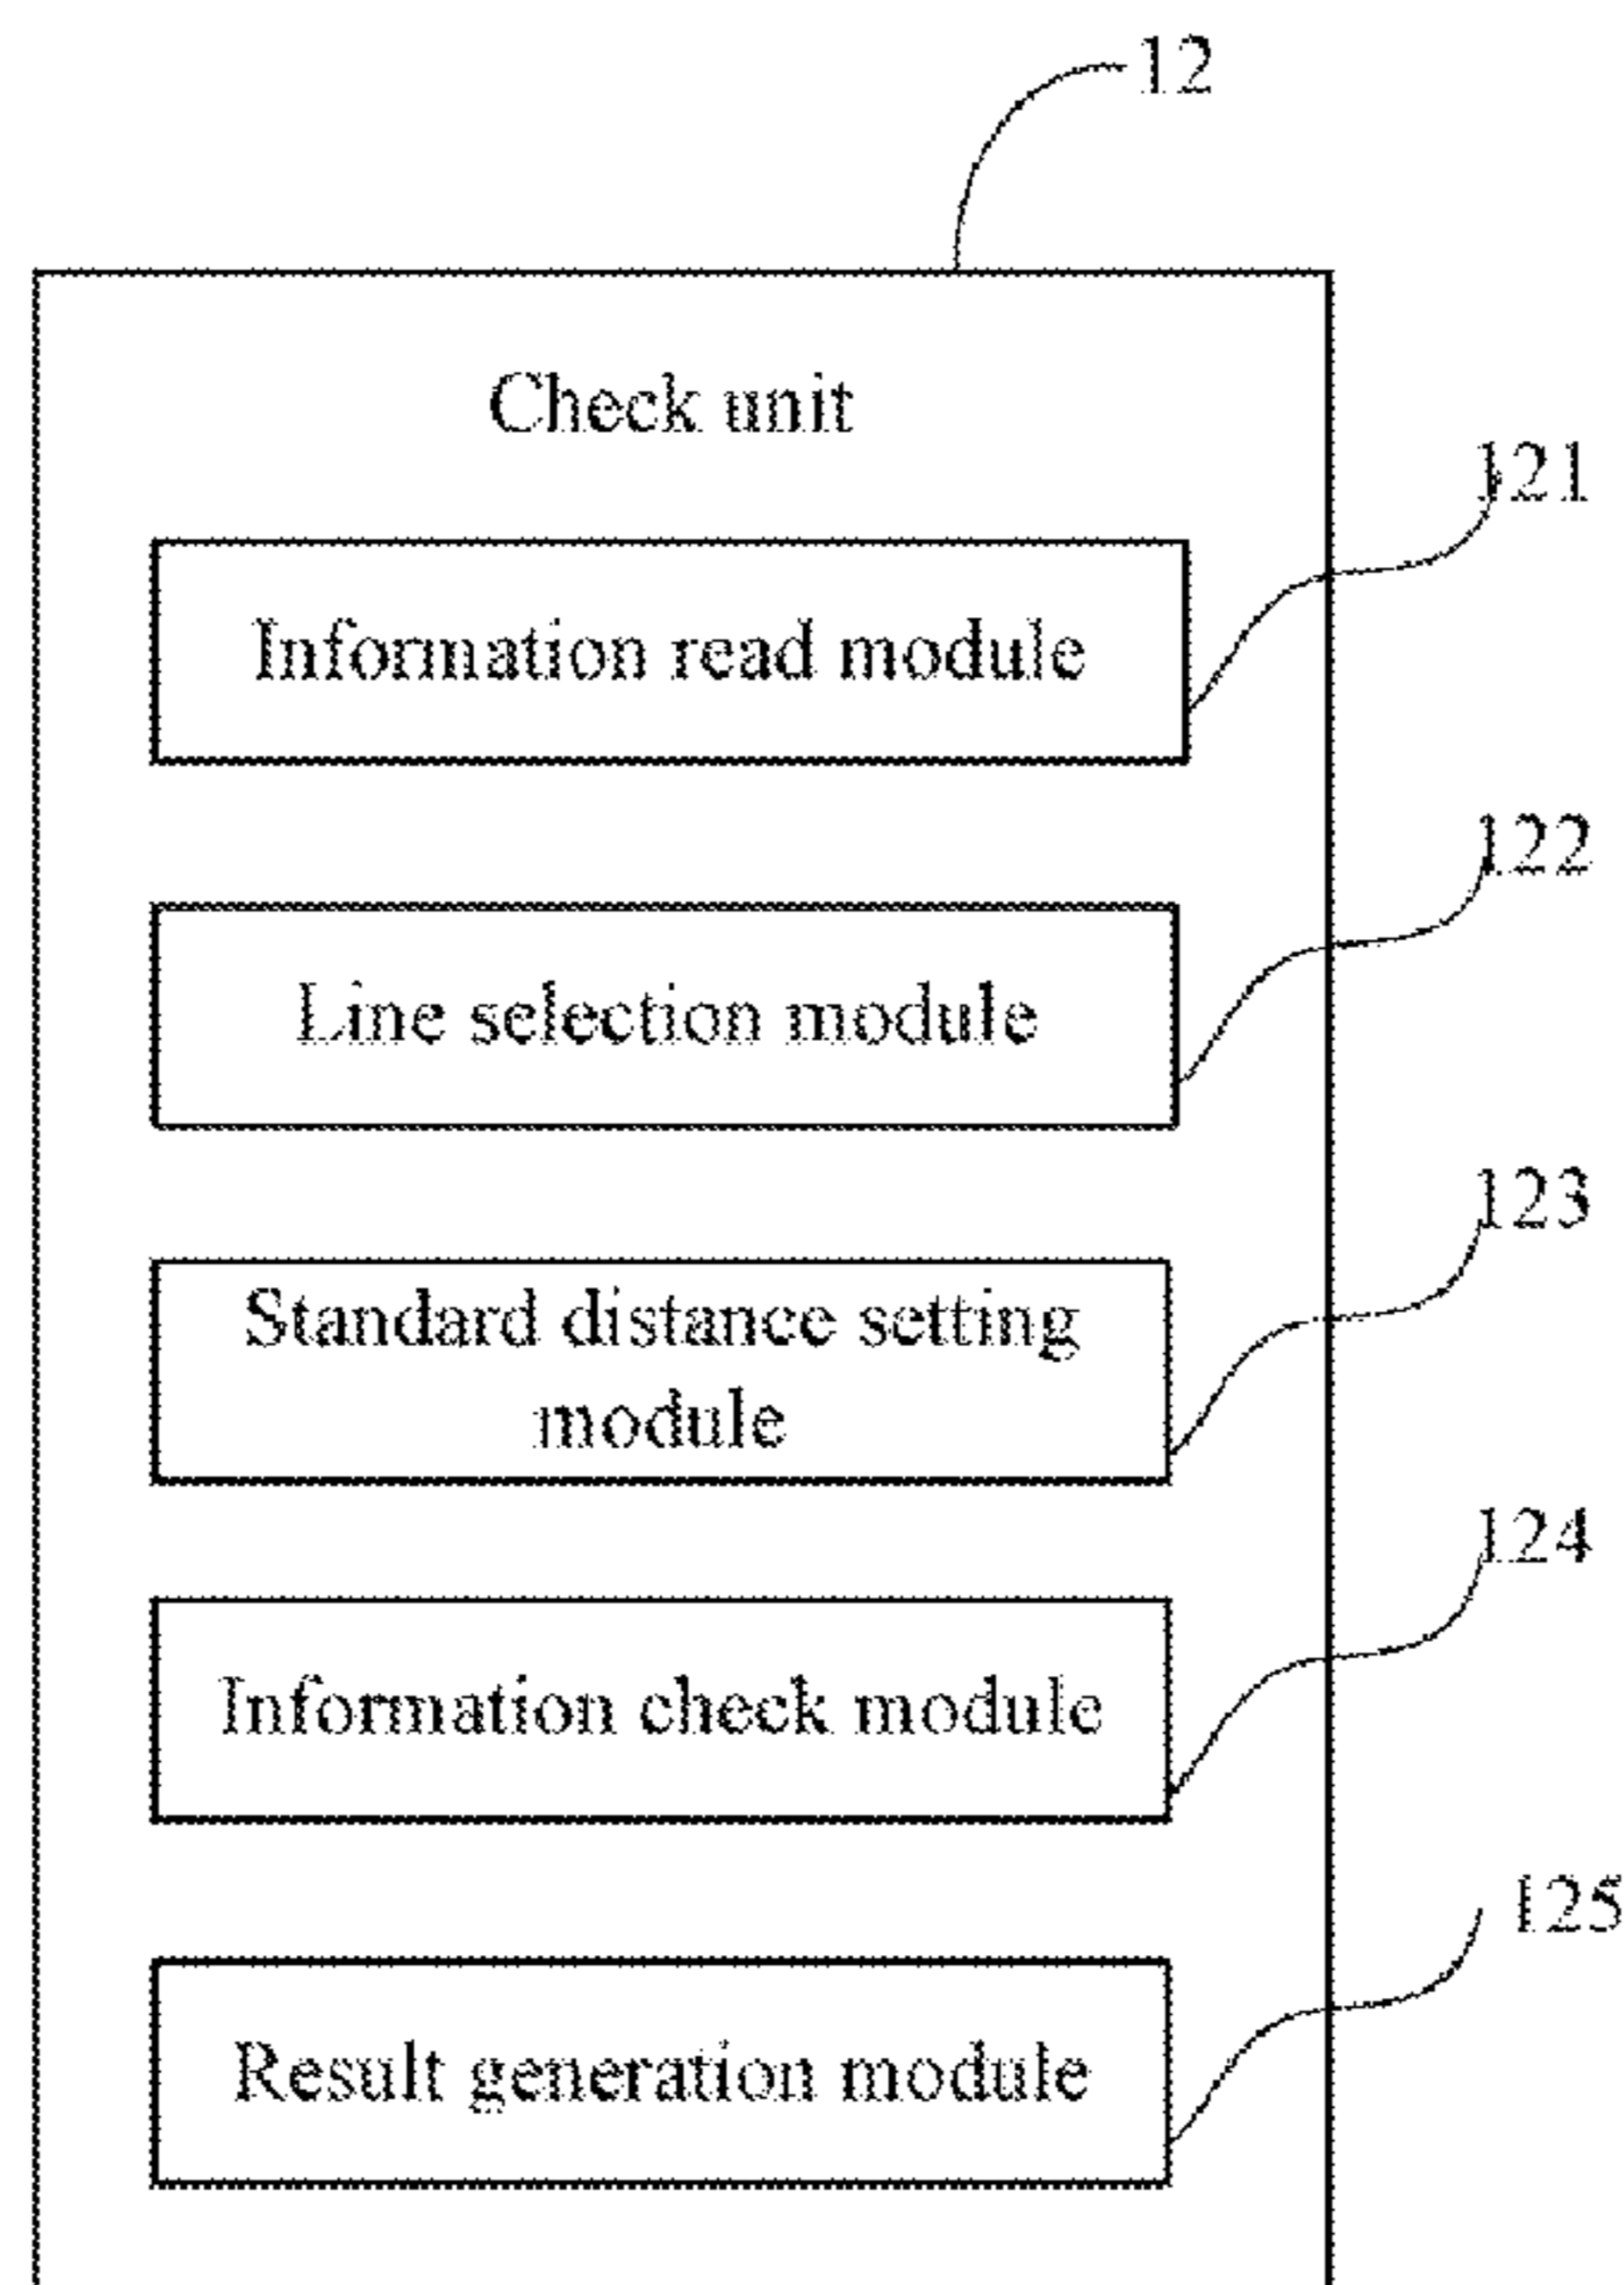 12
Check unit
121
Information read module
122
Line selection module
123
Standard distance setting
module
124
Information check module
125
Result generation module